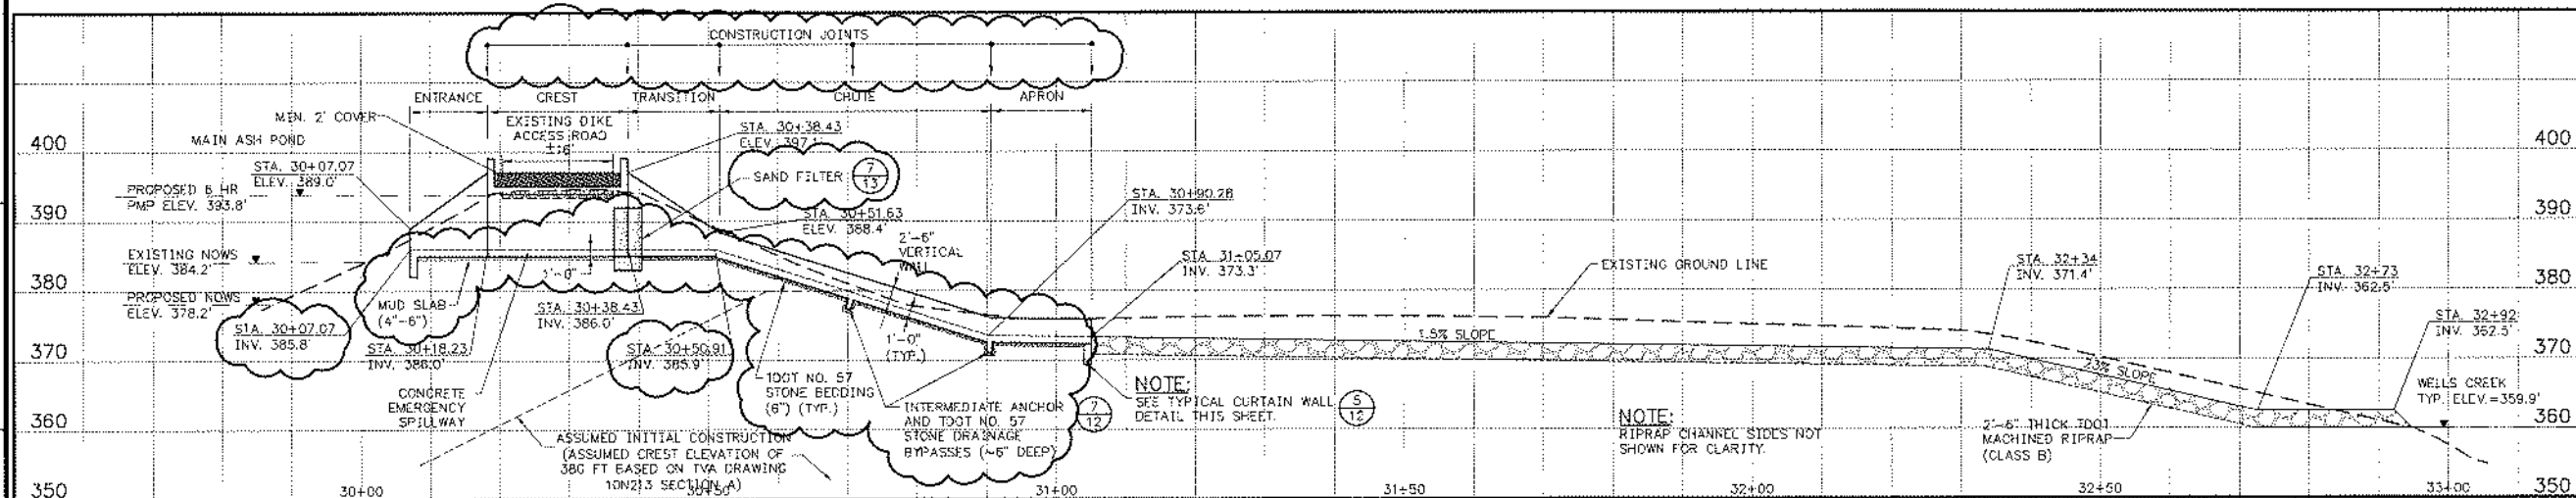 CONSTRUCTION JOINTS
ENTRANCE
CREST
TRANSITION
CHUTE
APRON
MIN. 2' COVER
EXISTING DIKE
ACCESS ROAD
MAIN ASH POND
STA. 30+38.43
ELEV. 397.1'
STA. 30+07.07
ELEV. 389.0'
SAND FILTER
7
13
PROPOSED 6 HR
PMP ELEV. 393.8'
STA. 30+90.28
INV. 373.6'
STA. 30+51.63
ELEV. 388.4'
EXISTING NOWS
ELEV. 384.2'
2'-6"
VERTICAL
WALL
STA. 31+05.07
INV. 373.3'
EXISTING GROUND LINE
STA. 32+34
INV. 371.4'
STA. 32+73
INV. 362.5'
PROPOSED NOWS
ELEV. 378.2'
MUD SLAB
(4"-6")
1'-0"
STA. 30+38.43
INV. 386.0'
STA. 30+07.07
INV. 385.8'
STA. 30+18.23
INV. 386.0'
STA. 30+50.91
INV. 385.9'
1'-0"
(TYP.)
1.5% SLOPE
STA. 32+92
INV. 362.5'
23% SLOPE
CONCRETE
EMERGENCY
SPILLWAY
TDOT NO. 57
STONE BEDDING
(6") (TYP.)
INTERMEDIATE ANCHOR
AND TDOT NO. 57
STONE DRAINAGE
BYPASSES (~6" DEEP)
7
12
NOTE:
SEE TYPICAL CURTAIN WALL
DETAIL THIS SHEET.
5
12
NOTE:
RIPRAP CHANNEL SIDES NOT
SHOWN FOR CLARITY.
2'-6" THICK TDOT
MACHINED RIPRAP
(CLASS B)
WELLS CREEK
TYP. ELEV.=359.9'
ASSUMED INITIAL CONSTRUCTION
(ASSUMED CREST ELEVATION OF
380 FT BASED ON TVA DRAWING
10N213 SECTION A)
400
390
380
370
360
350
400
390
380
370
360
350
30+00
30+50
31+00
31+50
32+00
32+50
33+00